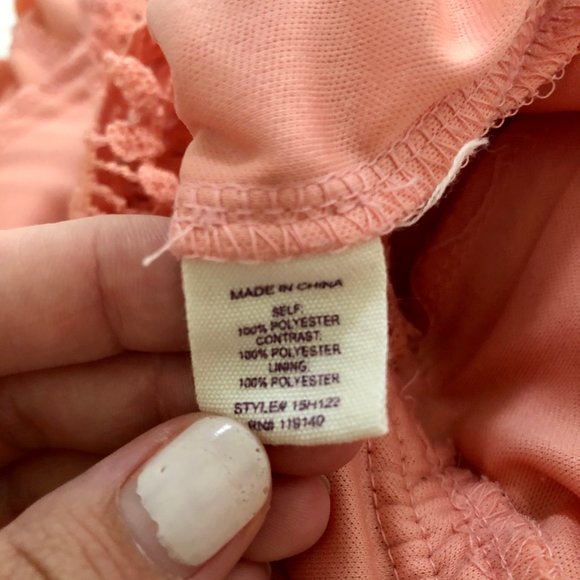 MADE IN CHINA
SELF:
100% POLYESTER
CONTRAST:
100% POLYESTER
LINING:
100% POLYESTER
STYLE# 15H122
RN# 119140